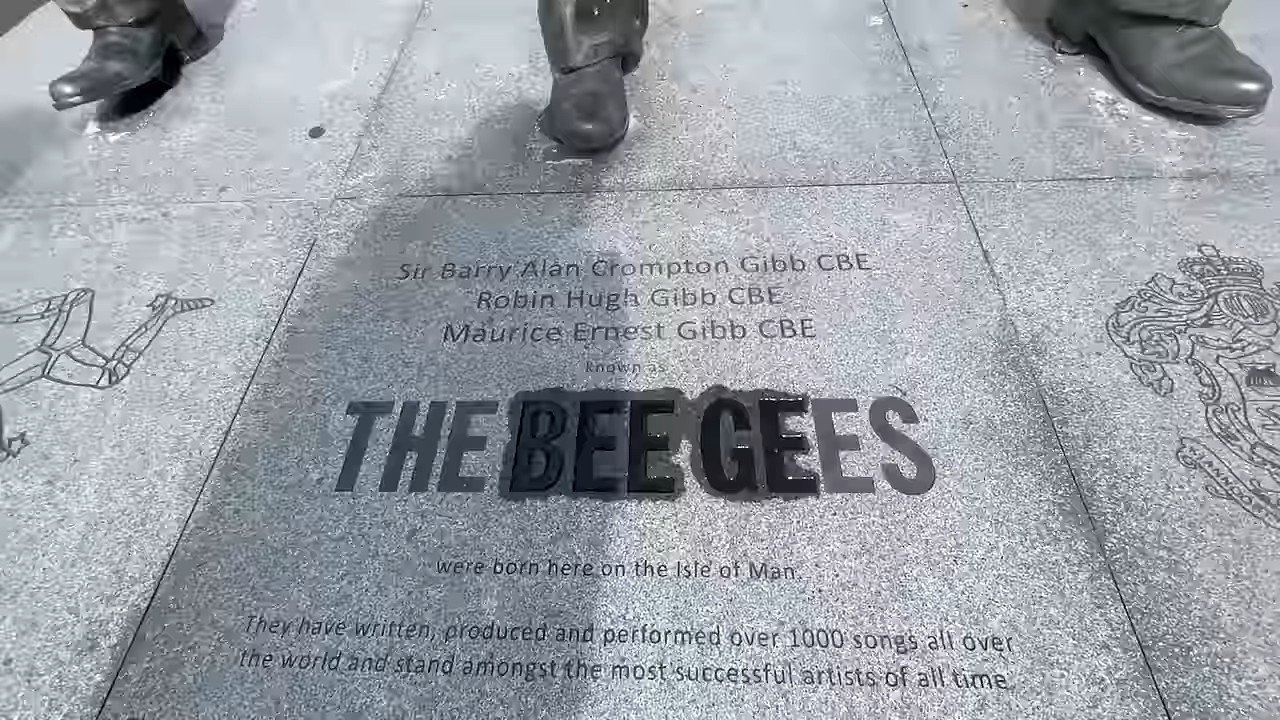 Sir Barry Alan Crompton Gibb CBE
Robin Hugh Gibb CBE
Maurice Ernest Gibb CBE
known as
THE BEE GEES
were born here on the Isle of Man.
They have written, produced and performed over 1000 songs all over
the world and stand amongst the most successful artists of all time.